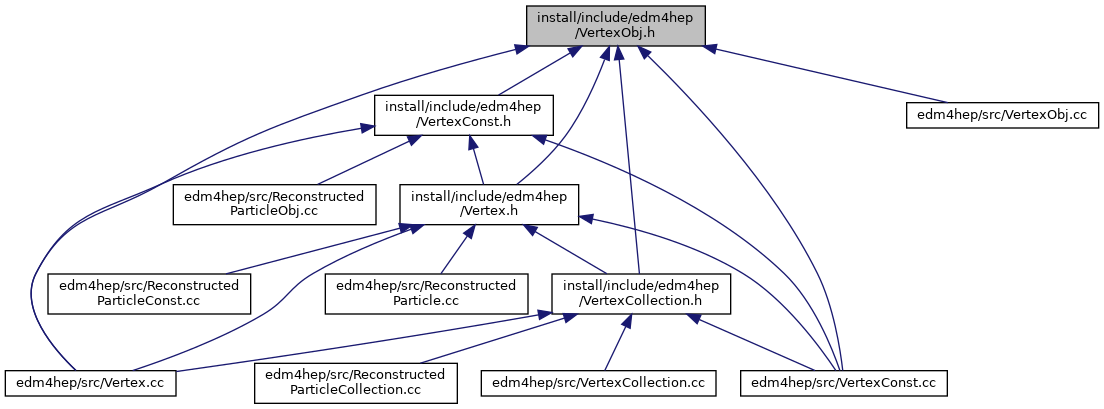 install/include/edm4hep
/VertexObj.h
install/include/edm4hep
/VertexConst.h
edm4hep/src/VertexObj.cc
edm4hep/src/Reconstructed
ParticleObj.cc
install/include/edm4hep
/Vertex.h
edm4hep/src/Reconstructed
ParticleConst.cc
edm4hep/src/Reconstructed
Particle.cc
install/include/edm4hep
/VertexCollection.h
edm4hep/src/Vertex.cc
edm4hep/src/Reconstructed
ParticleCollection.cc
edm4hep/src/VertexCollection.cc
edm4hep/src/VertexConst.cc